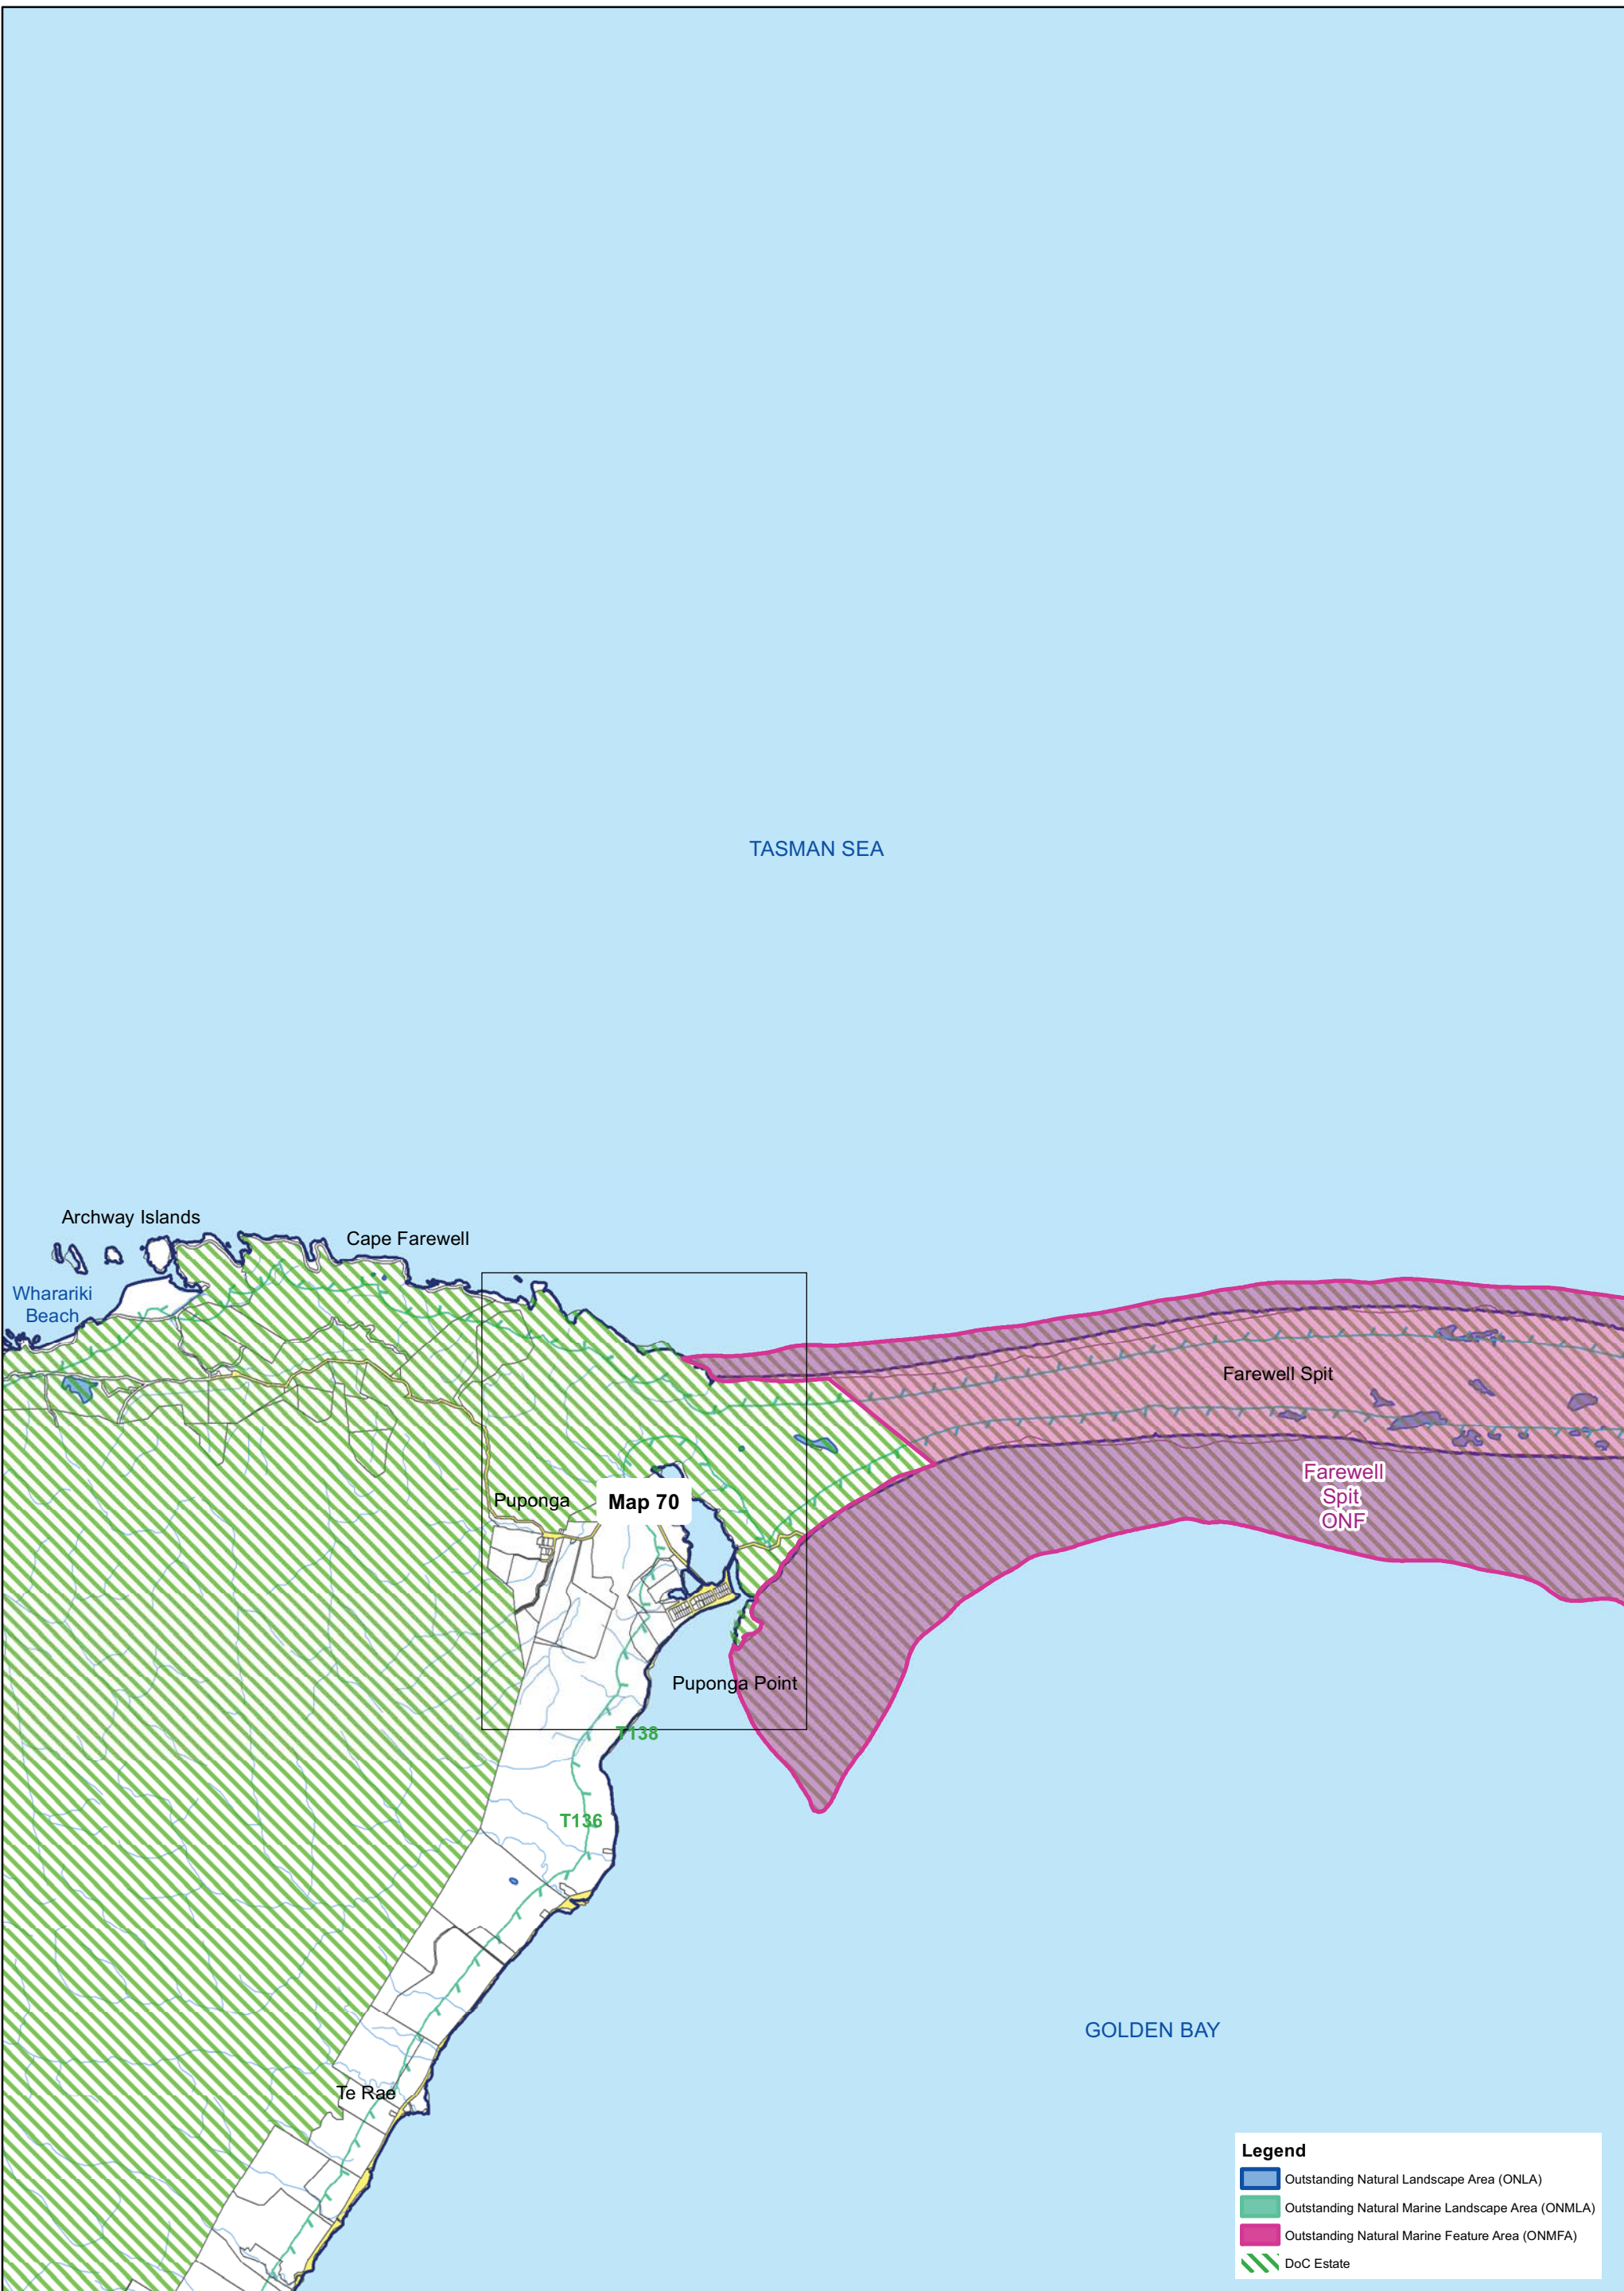 TASMAN SEA
Archway Islands
Cape Farewell
Wharariki
Beach
Farewell Spit
Farewell
Spit
ONF
Puponga
Map 70
Puponga Point
T138
T136
GOLDEN BAY
Te Rae
Legend
Outstanding Natural Landscape Area (ONLA)
Outstanding Natural Marine Landscape Area (ONMLA)
Outstanding Natural Marine Feature Area (ONMFA)
DoC Estate